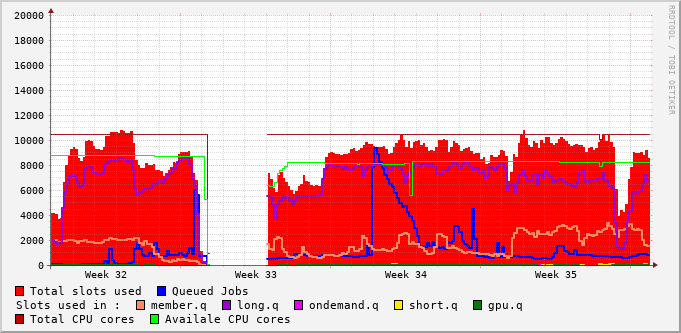 20000
18000
16000
14000
12000
10000
8000
6000
4000
2000
0
Week 32 Week 33 Week 34 Week 35
Total slots used Queued Jobs
Slots used in : member.q long.q ondemand.q short.q gpu.q
Total CPU cores Availale CPU cores
RRDTOOL / TOBI OETIKER